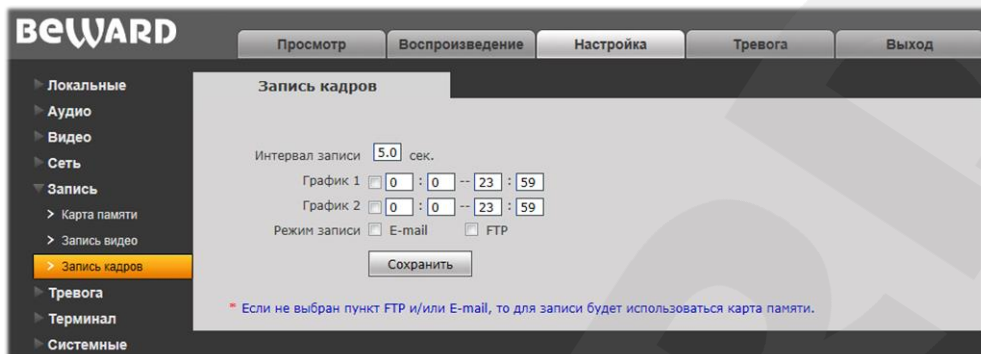 BEWARD
Просмотр Воспроизведение Настройка Тревога Выход
Локальные
Аудио
Видео
Сеть
Запись
Карта памяти
Запись видео
Запись кадров
Тревога
Терминал
Системные
Запись кадров
Интервал записи 5.0 сек.
График 1 0 : 0 -- 23 : 59
График 2 0 : 0 -- 23 : 59
Режим записи E-mail FTP
Сохранить
* Если не выбран пункт FTP и/или E-mail, то для записи будет использоваться карта памяти.